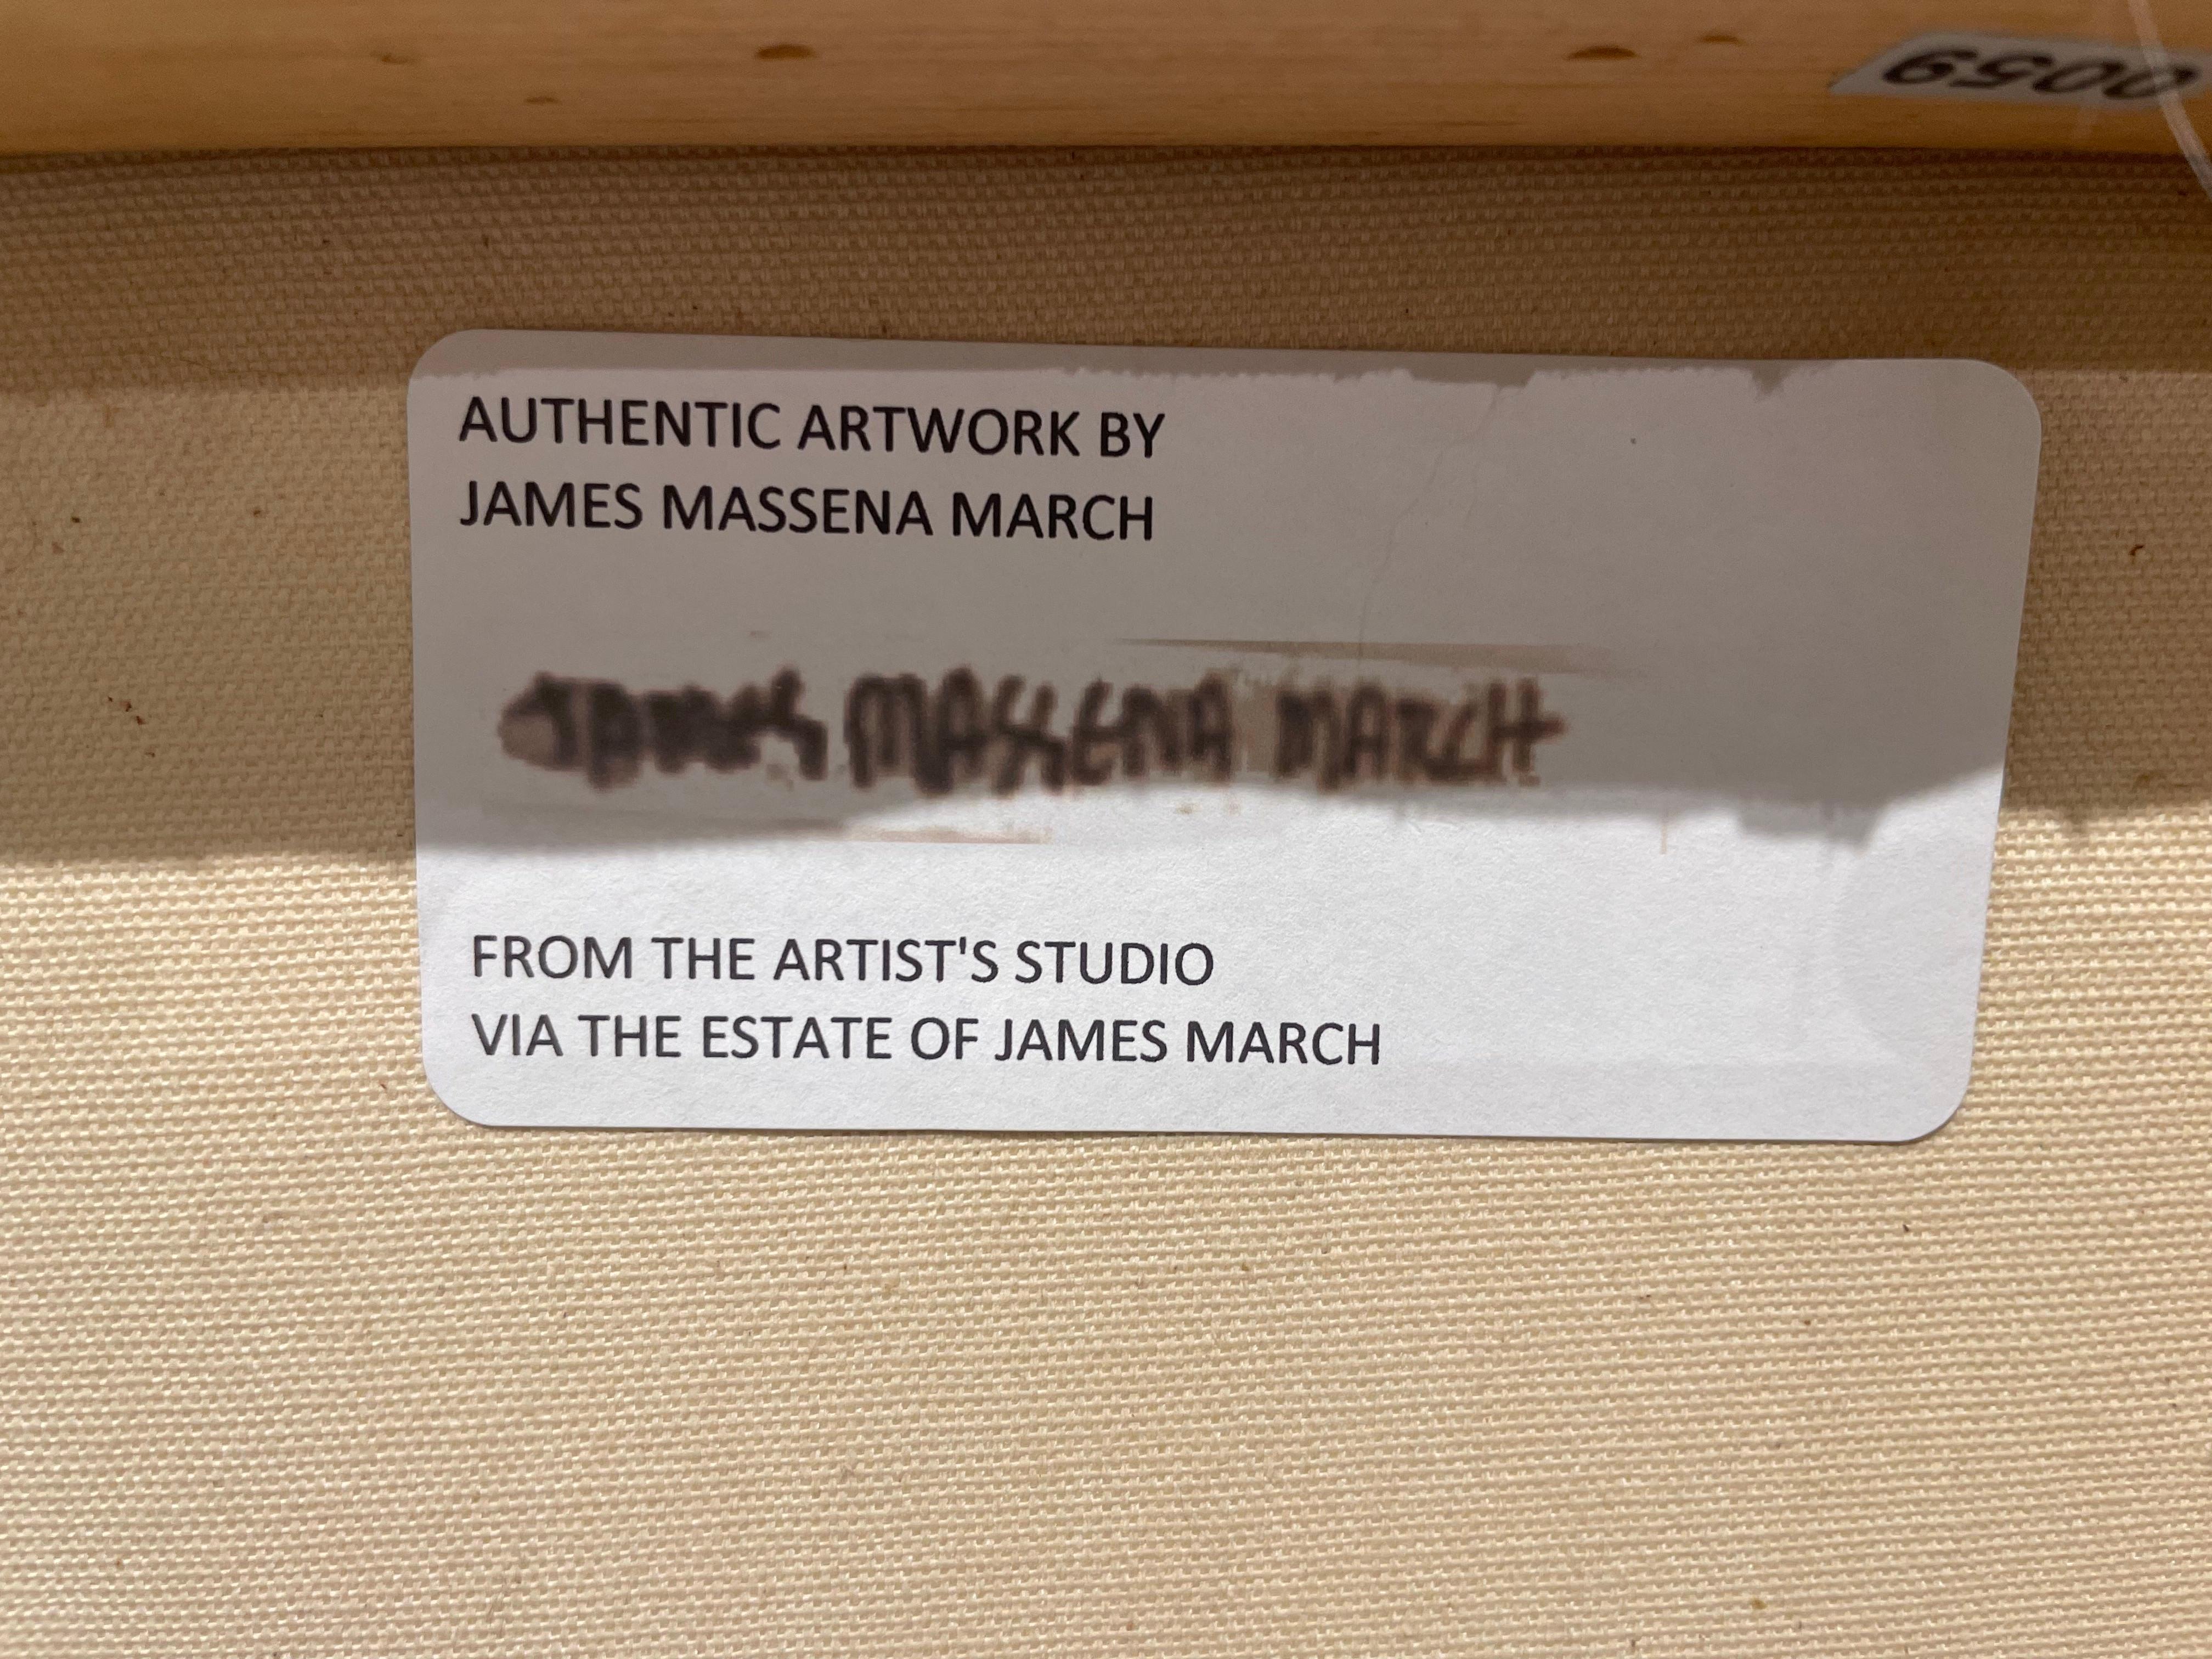 0059
AUTHENTIC ARTWORK BY
JAMES MASSENA MARCH
JAMES MASSENA MARCH
FROM THE ARTIST'S STUDIO
VIA THE ESTATE OF JAMES MARCH